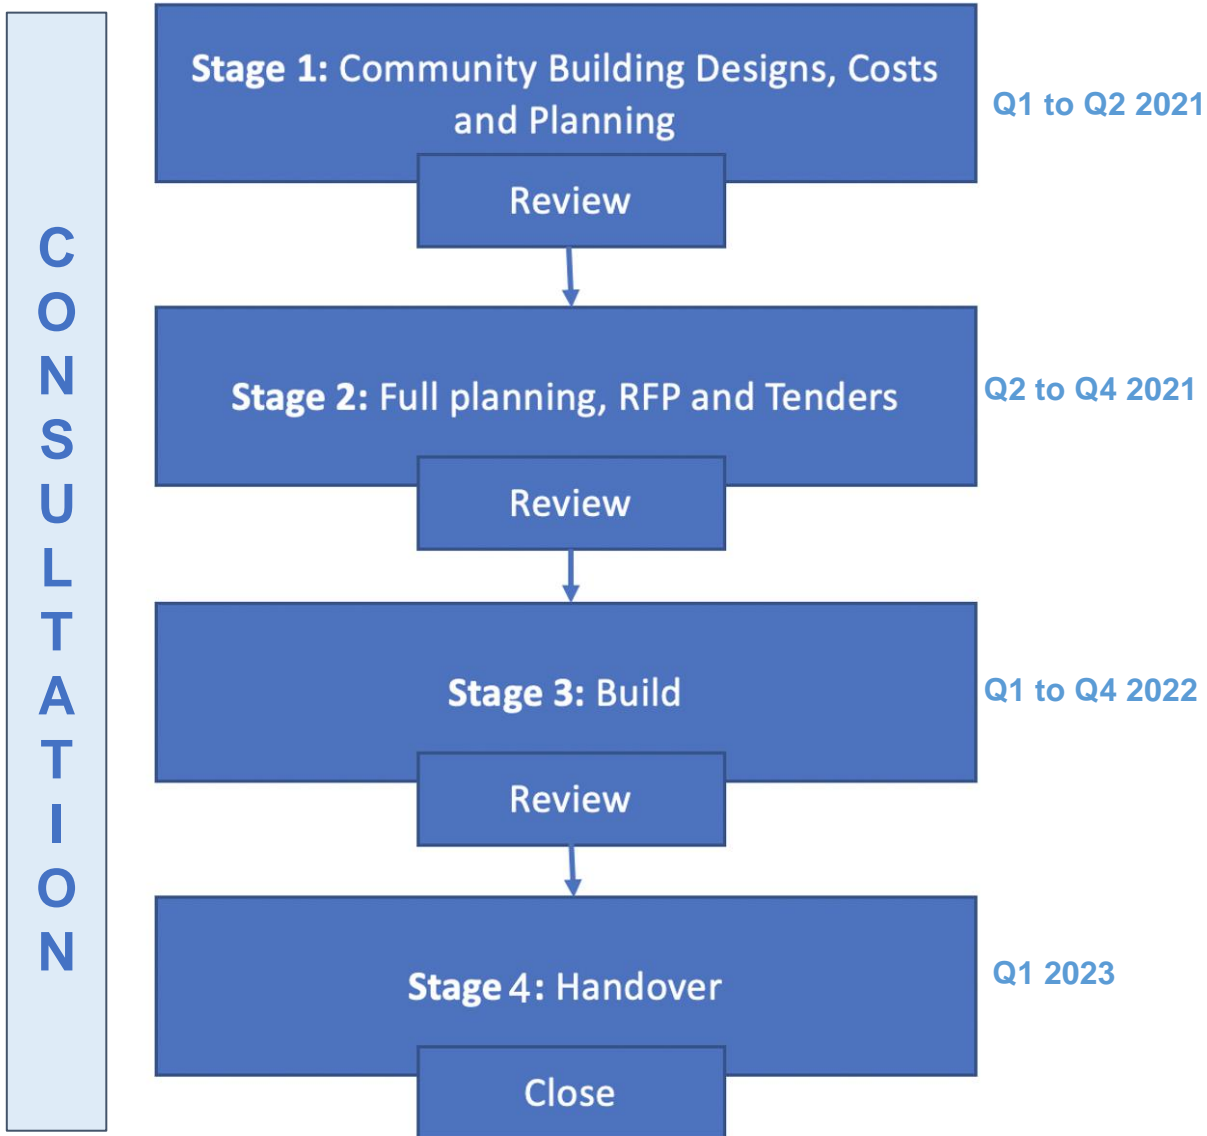 C
O
N
S
U
L
T
A
T
I
O
N
Stage 1: Community Building Designs, Costs
and Planning
Q1 to Q2 2021
Review
Stage 2: Full planning, RFP and Tenders
Q2 to Q4 2021
Review
Stage 3: Build
Q1 to Q4 2022
Review
Stage 4: Handover
Q1 2023
Close